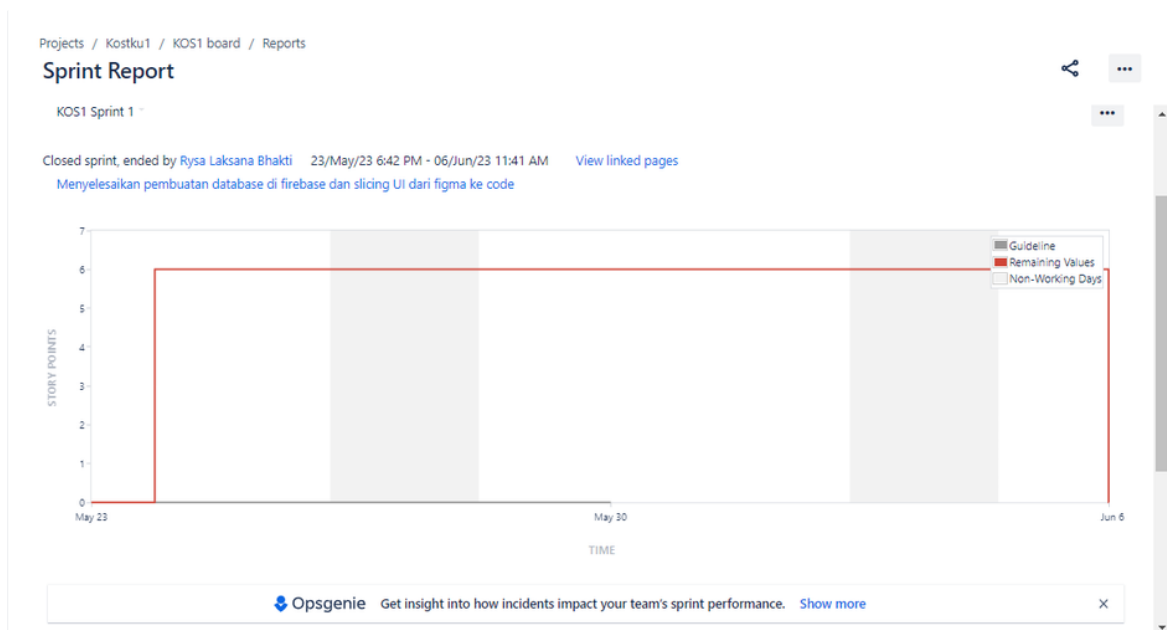 Projects / Kostku1 / KOS1 board / Reports
Sprint Report
KOS1 Sprint 1
Closed sprint, ended by Rysa Laksana Bhakti 23/May/23 6:42 PM - 06/Jun/23 11:41 AM View linked pages
Menyelesaikan pembuatan database di firebase dan slicing UI dari figma ke code
7
6
5
4
3
2
1
0
STORY POINTS
Guideline
Remaining Values
Non-Working Days
May 23
May 30
Jun 6
TIME
Opsgenie Get insight into how incidents impact your team's sprint performance. Show more